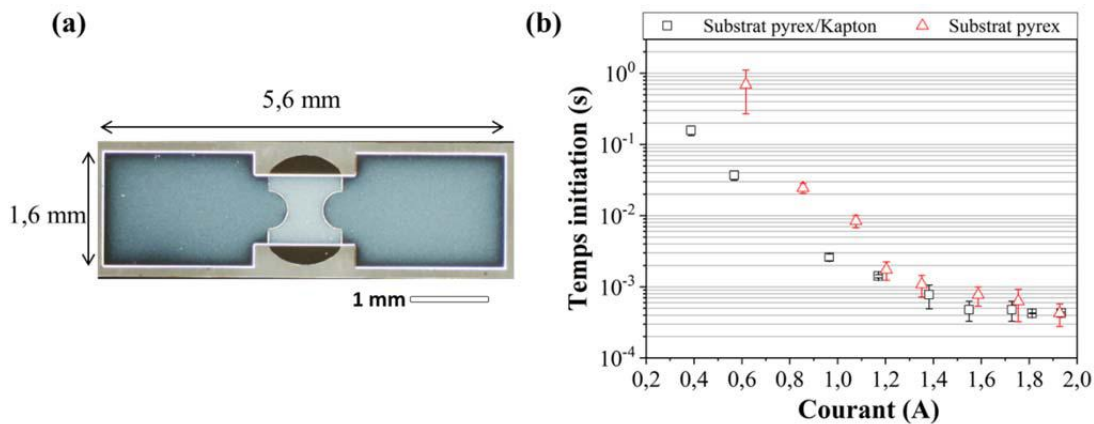 (a)
5,6 mm
1,6 mm
1 mm
(b)
Substrat pyrex/Kapton Substrat pyrex
Temps initiation (s)
10⁰
10⁻¹
10⁻²
10⁻³
10⁻⁴
0,2 0,4 0,6 0,8 1,0 1,2 1,4 1,6 1,8 2,0
Courant (A)